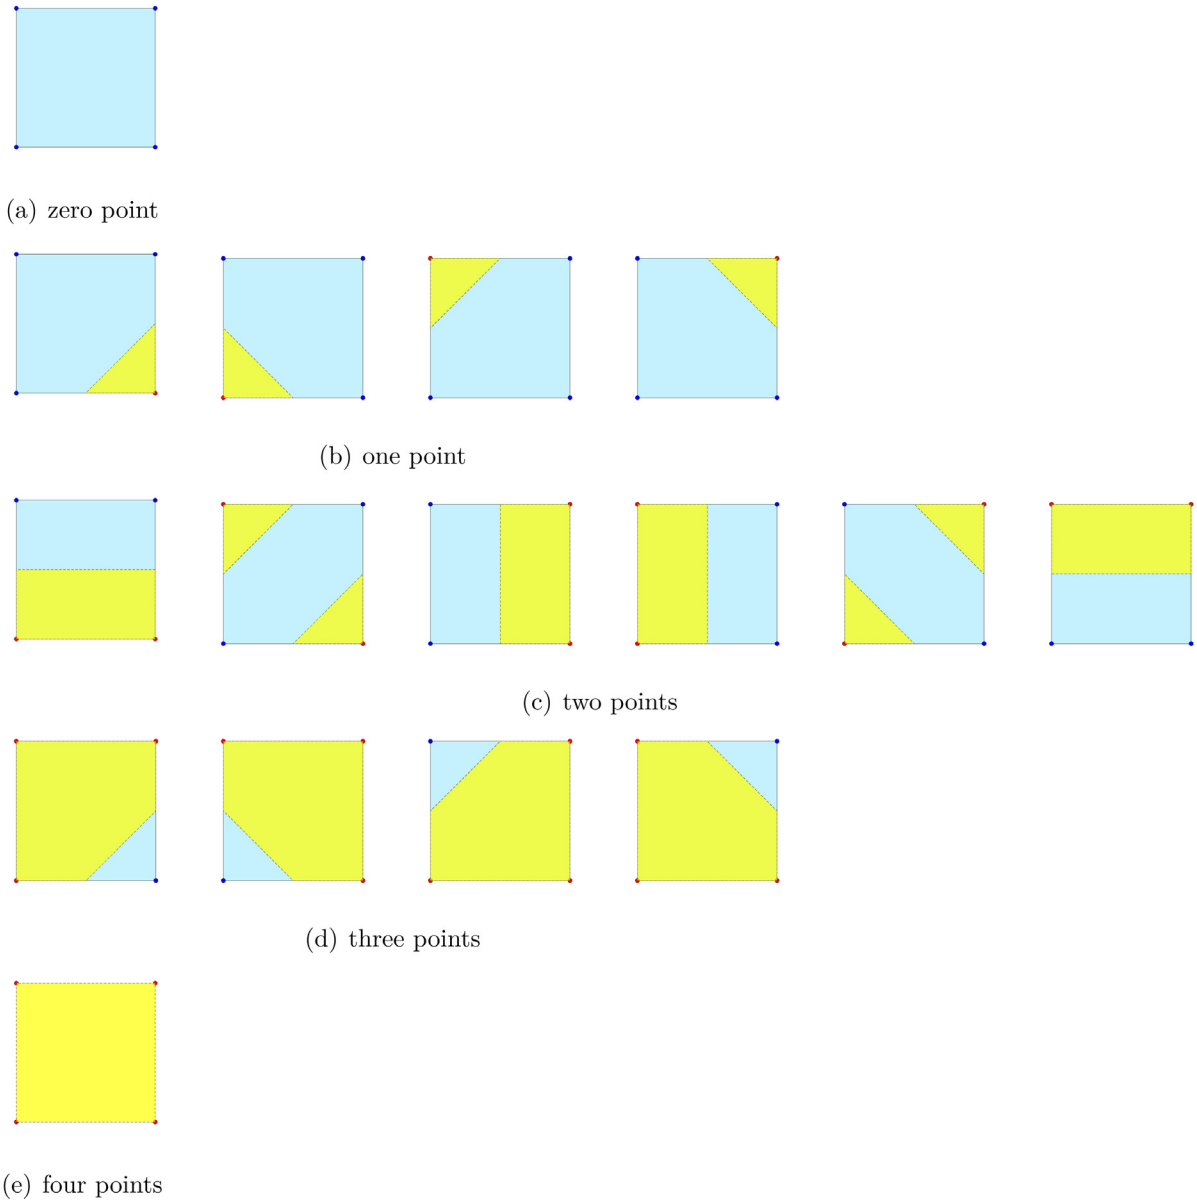 (a) zero point
(b) one point
(c) two points
(d) three points
(e) four points